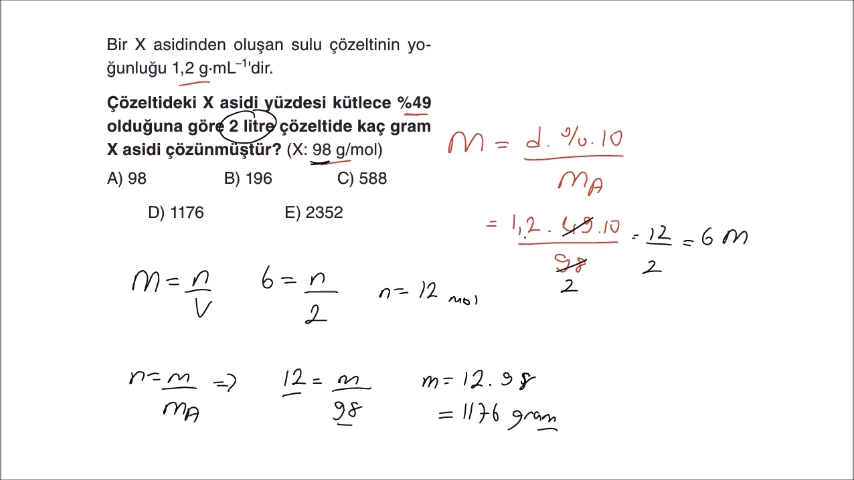 Bir X asidinden oluşan sulu çözeltinin yo-
ğunluğu 1,2 g·mL⁻¹'dir.
Çözeltideki X asidi yüzdesi kütlece %49
olduğuna göre 2 litre çözeltide kaç gram
X asidi çözünmüştür? (X: 98 g/mol)
A) 98 B) 196 C) 588
D) 1176 E) 2352
M = d.%.10 / MA
= 1,2.49.10 / 98 2 = 12 / 2 = 6 M
M = n / V 6 = n / 2 n = 12 mol
n = m / MA => 12 = m / 98 m = 12.98
= 1176 gram